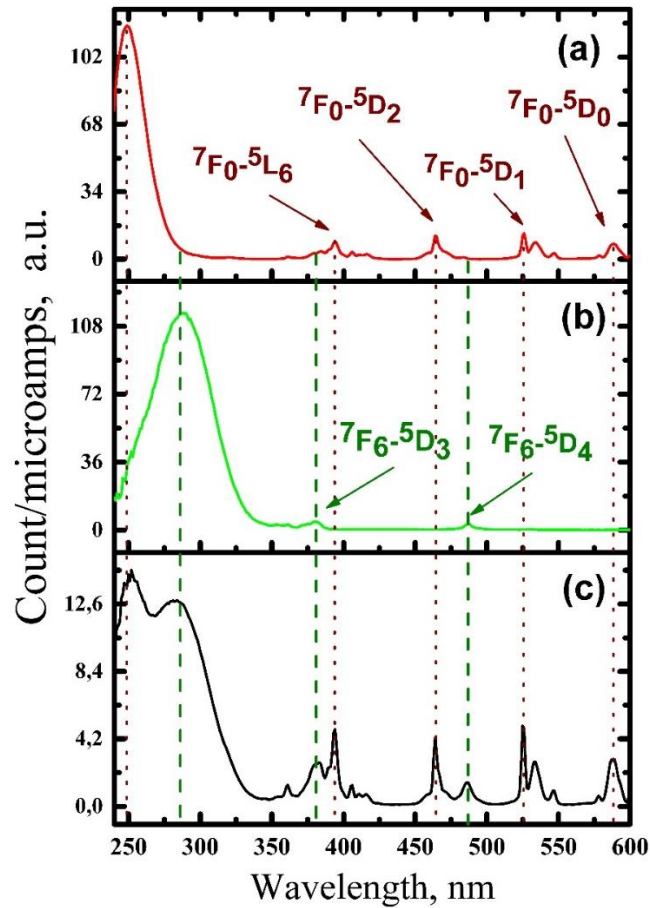 Count/microamps, a.u.
(a)
102
68
34
0
⁷F₀-⁵L₆
⁷F₀-⁵D₂
⁷F₀-⁵D₁
⁷F₀-⁵D₀
(b)
108
72
36
0
⁷F₆-⁵D₃
⁷F₆-⁵D₄
(c)
12,6
8,4
4,2
0,0
250 300 350 400 450 500 550 600
Wavelength, nm